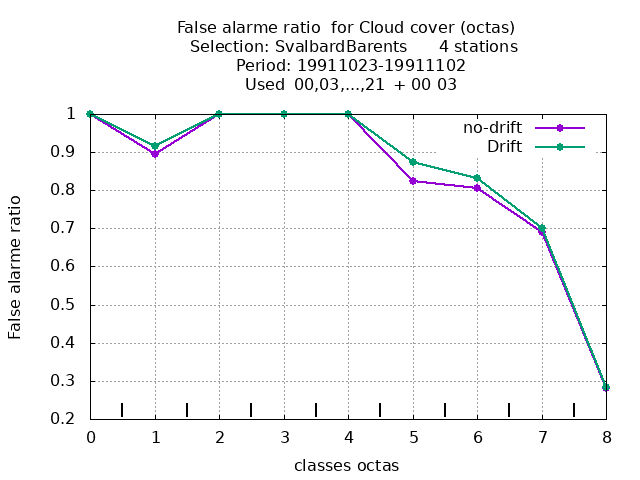 False alarme ratio  for Cloud cover (octas)
Selection: SvalbardBarents      4 stations
Period: 19911023-19911102
Used  00,03,...,21  + 00 03
no-drift
Drift
1
0.9
0.8
0.7
0.6
0.5
0.4
0.3
0.2
False alarme ratio
0 1 2 3 4 5 6 7 8
classes octas